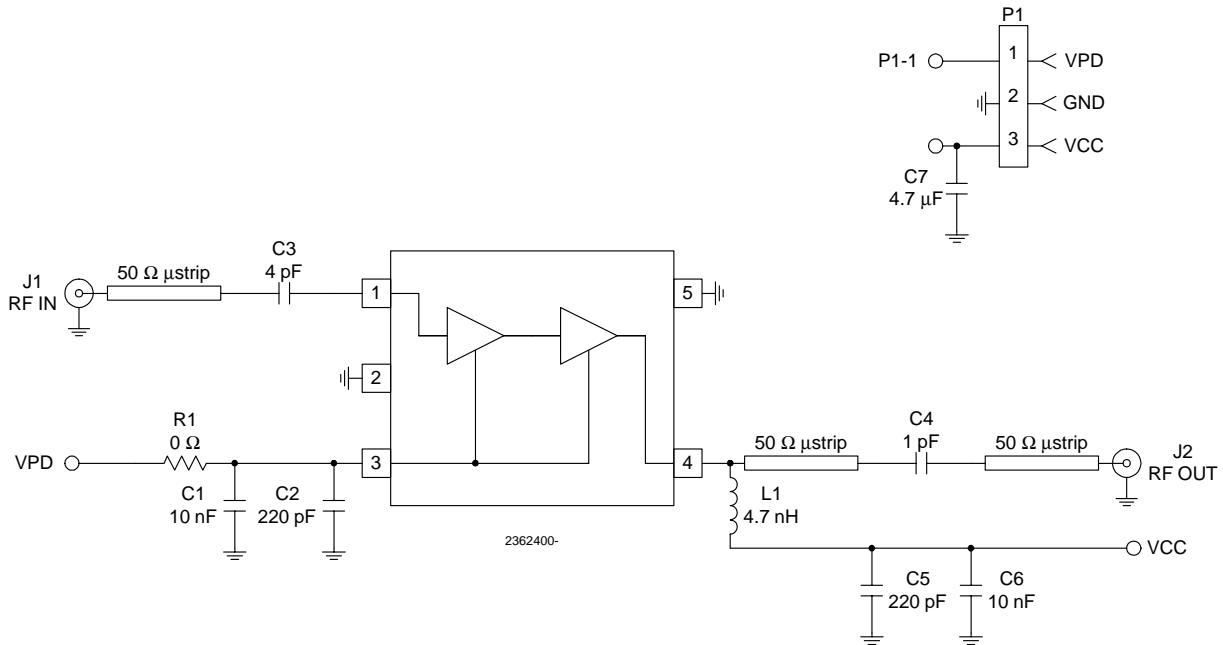 P1
P1-1
1
VPD
2
GND
3
VCC
C7
4.7 μF
J1
RF IN
50 Ω μstrip
C3
4 pF
1
5
2
R1
0 Ω
VPD
3
C1
10 nF
C2
220 pF
4
50 Ω μstrip
C4
1 pF
50 Ω μstrip
J2
RF OUT
L1
4.7 nH
2362400-
VCC
C5
220 pF
C6
10 nF